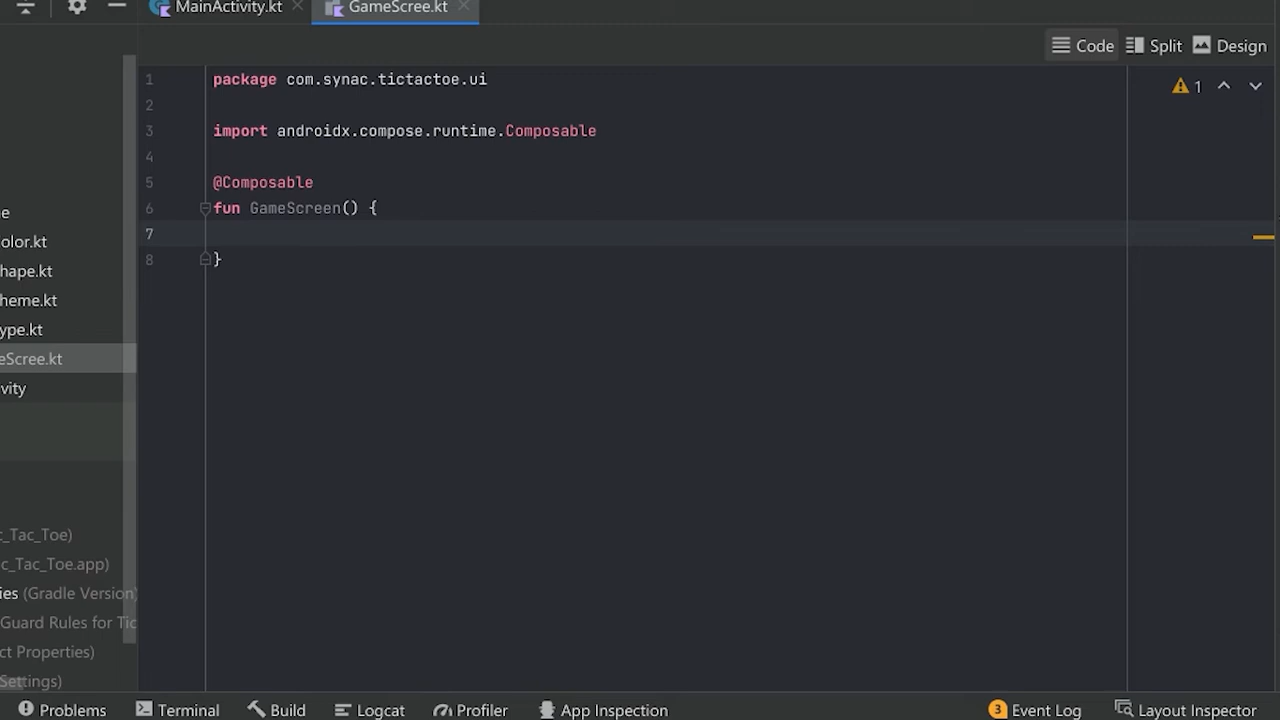 MainActivity.kt
GameScree.kt
Code
Split
Design
1 package com.synac.tictactoe.ui
1
2
3 import androidx.compose.runtime.Composable
4
5 @Composable
6 fun GameScreen() {
7
8 }
e
olor.kt
hape.kt
heme.kt
ype.kt
eScree.kt
vity
c_Tac_Toe)
c_Tac_Toe.app)
ies (Gradle Version)
Guard Rules for Tic
ct Properties)
Settings)
Problems
Terminal
Build
Logcat
Profiler
App Inspection
3 Event Log
Layout Inspector